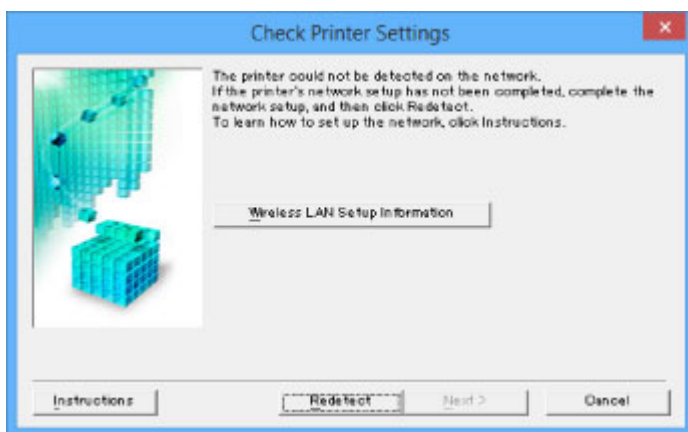 Check Printer Settings
The printer could not be detected on the network.
If the printer's network setup has not been completed, complete the
network setup, and then click Redetect.
To learn how to set up the network, click Instructions.
Wireless LAN Setup Information
Instructions
Redetect
Next >
Cancel